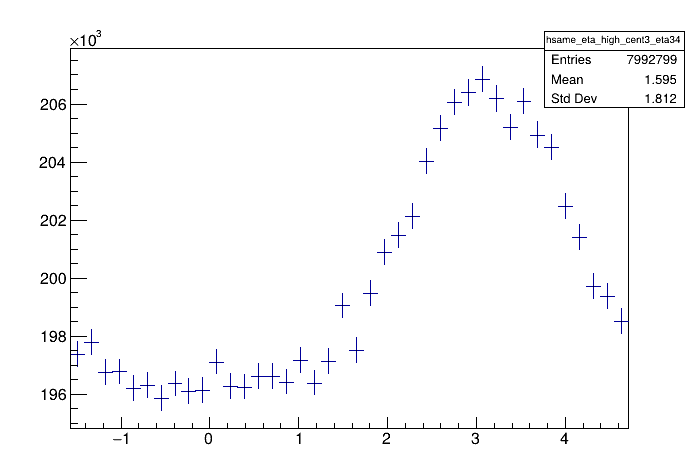 ×10³
hsame_eta_high_cent3_eta34
Entries 7992799
Mean 1.595
Std Dev 1.812
206
204
202
200
198
196
−1 0 1 2 3 4